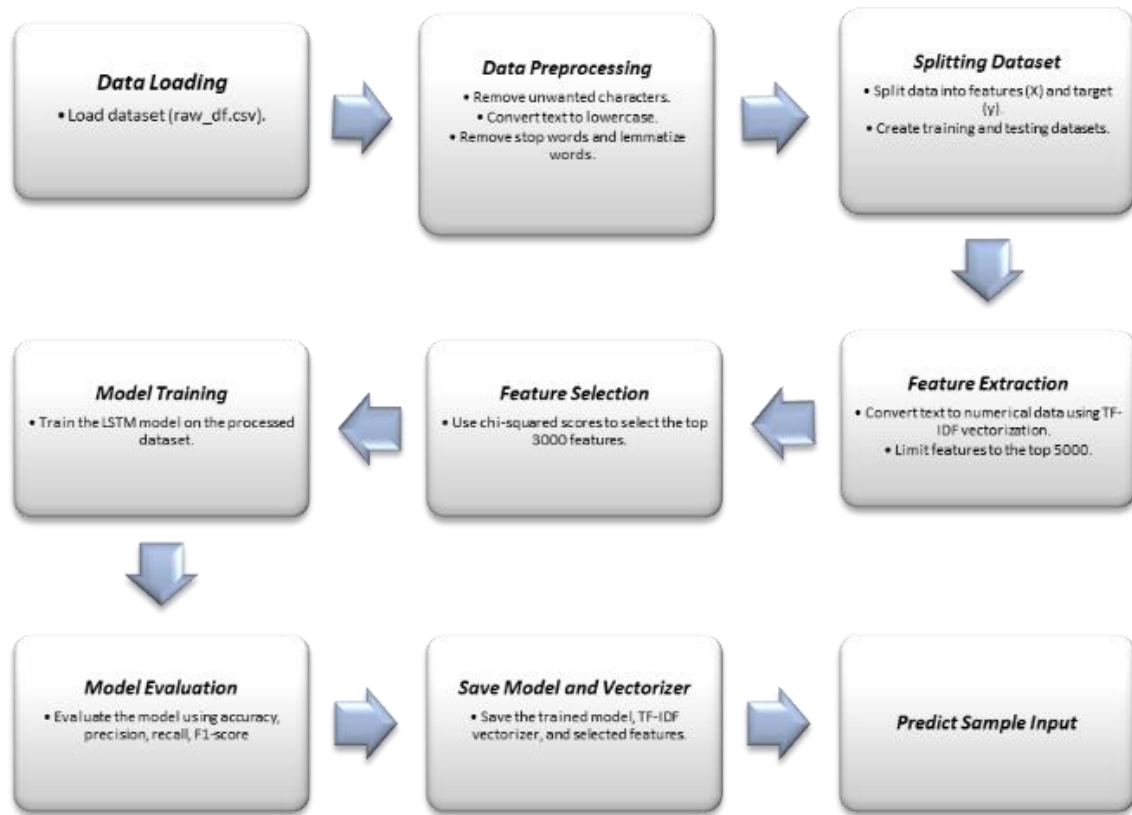 Data Loading
• Load dataset (raw_df.csv).
Data Preprocessing
• Remove unwanted characters.
• Convert text to lowercase.
• Remove stop words and lemmatize
words.
Splitting Dataset
• Split data into features (X) and target
(y).
• Create training and testing datasets.
Feature Extraction
• Convert text to numerical data using TF-
IDF vectorization.
• Limit features to the top 5000.
Feature Selection
• Use chi-squared scores to select the top
3000 features.
Model Training
• Train the LSTM model on the processed
dataset.
Model Evaluation
• Evaluate the model using accuracy,
precision, recall, F1-score
Save Model and Vectorizer
• Save the trained model, TF-IDF
vectorizer, and selected features.
Predict Sample Input